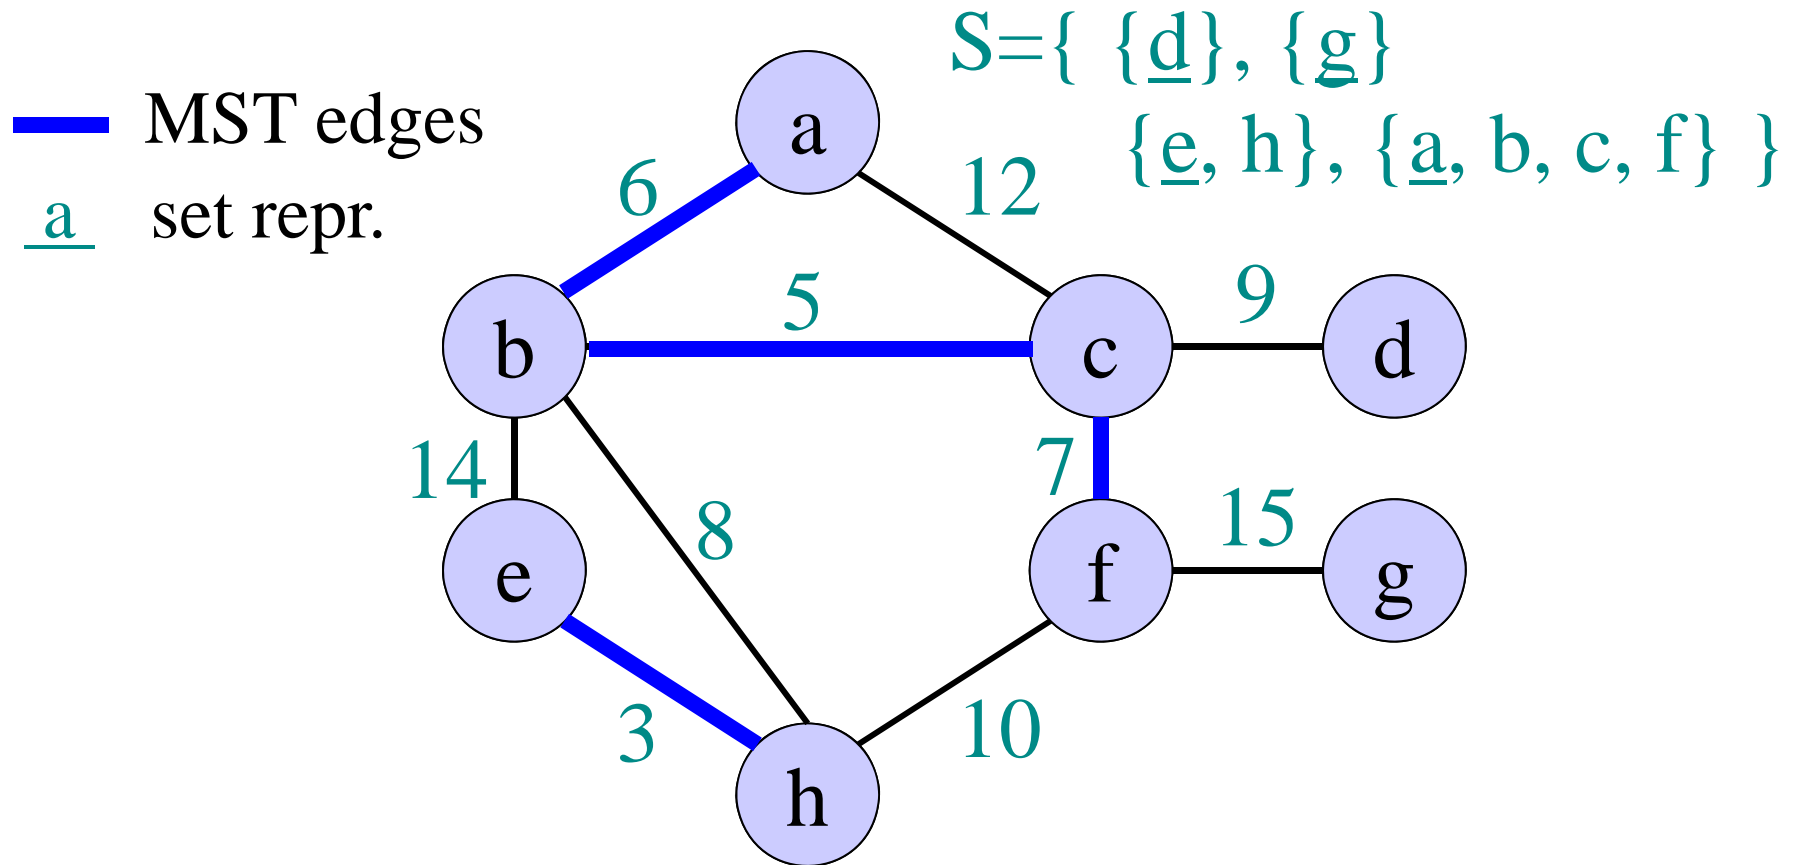 S={ {d}, {g}
{e, h}, {a, b, c, f} }
MST edges
a set repr.
a
6
12
5
9
b
c
d
14
7
8
15
e
f
g
3
10
h